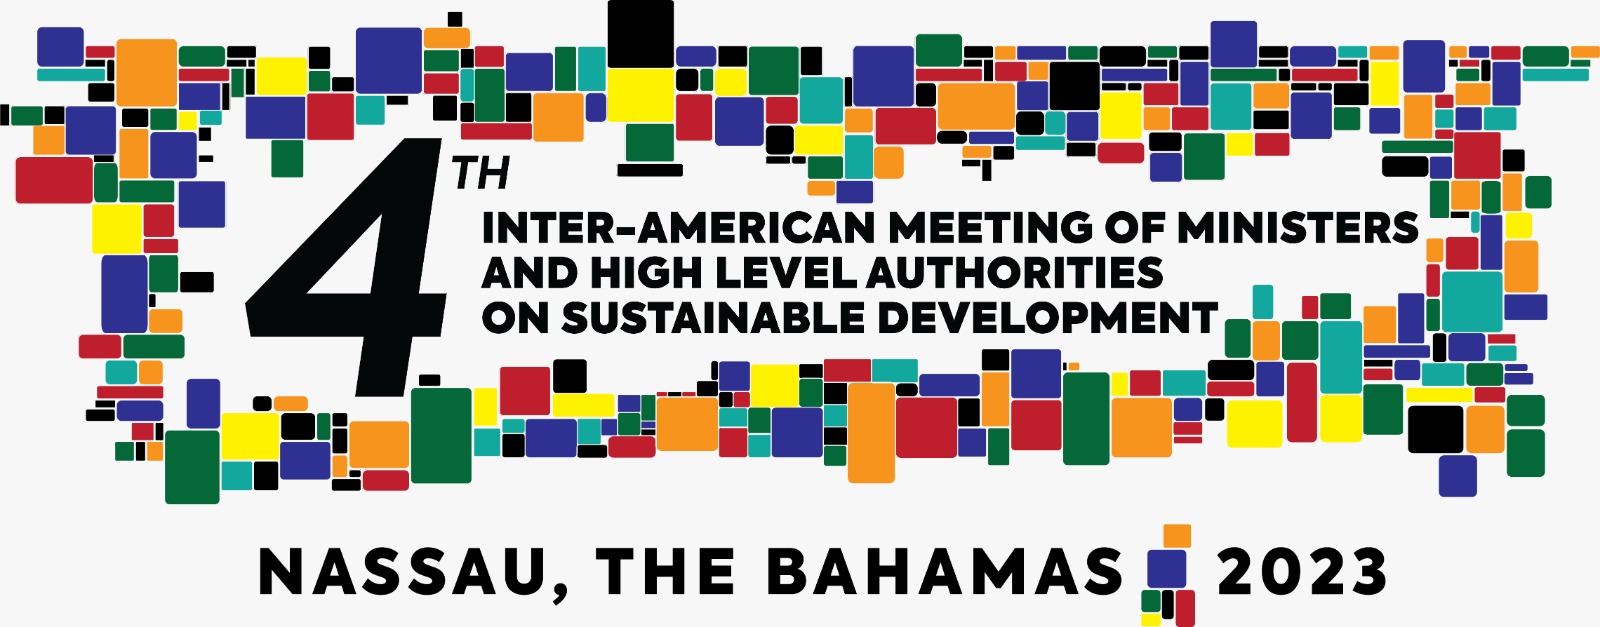 4TH
INTER-AMERICAN MEETING OF MINISTERS
AND HIGH LEVEL AUTHORITIES
ON SUSTAINABLE DEVELOPMENT
NASSAU, THE BAHAMAS 2023